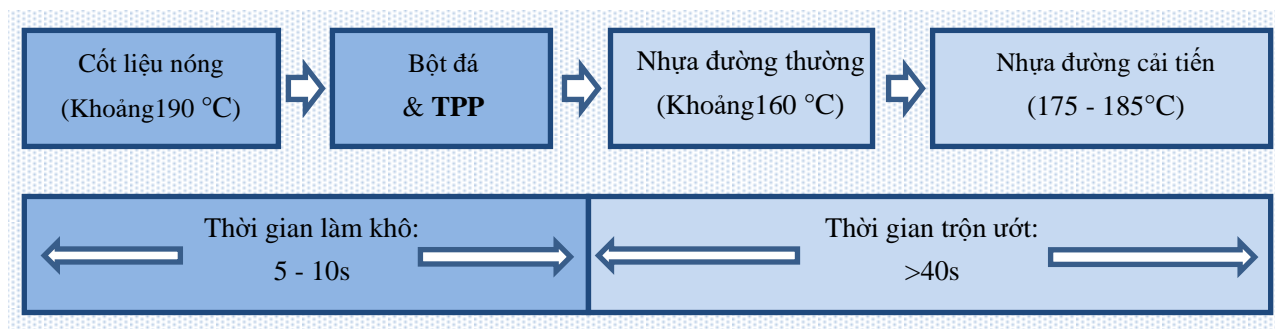 Cốt liệu nóng
(Khoảng190 °C)
Bột đá
& TPP
Nhựa đường thường
(Khoảng160 °C)
Nhựa đường cải tiến
(175 - 185°C)
Thời gian làm khô:
5 - 10s
Thời gian trộn ướt:
>40s